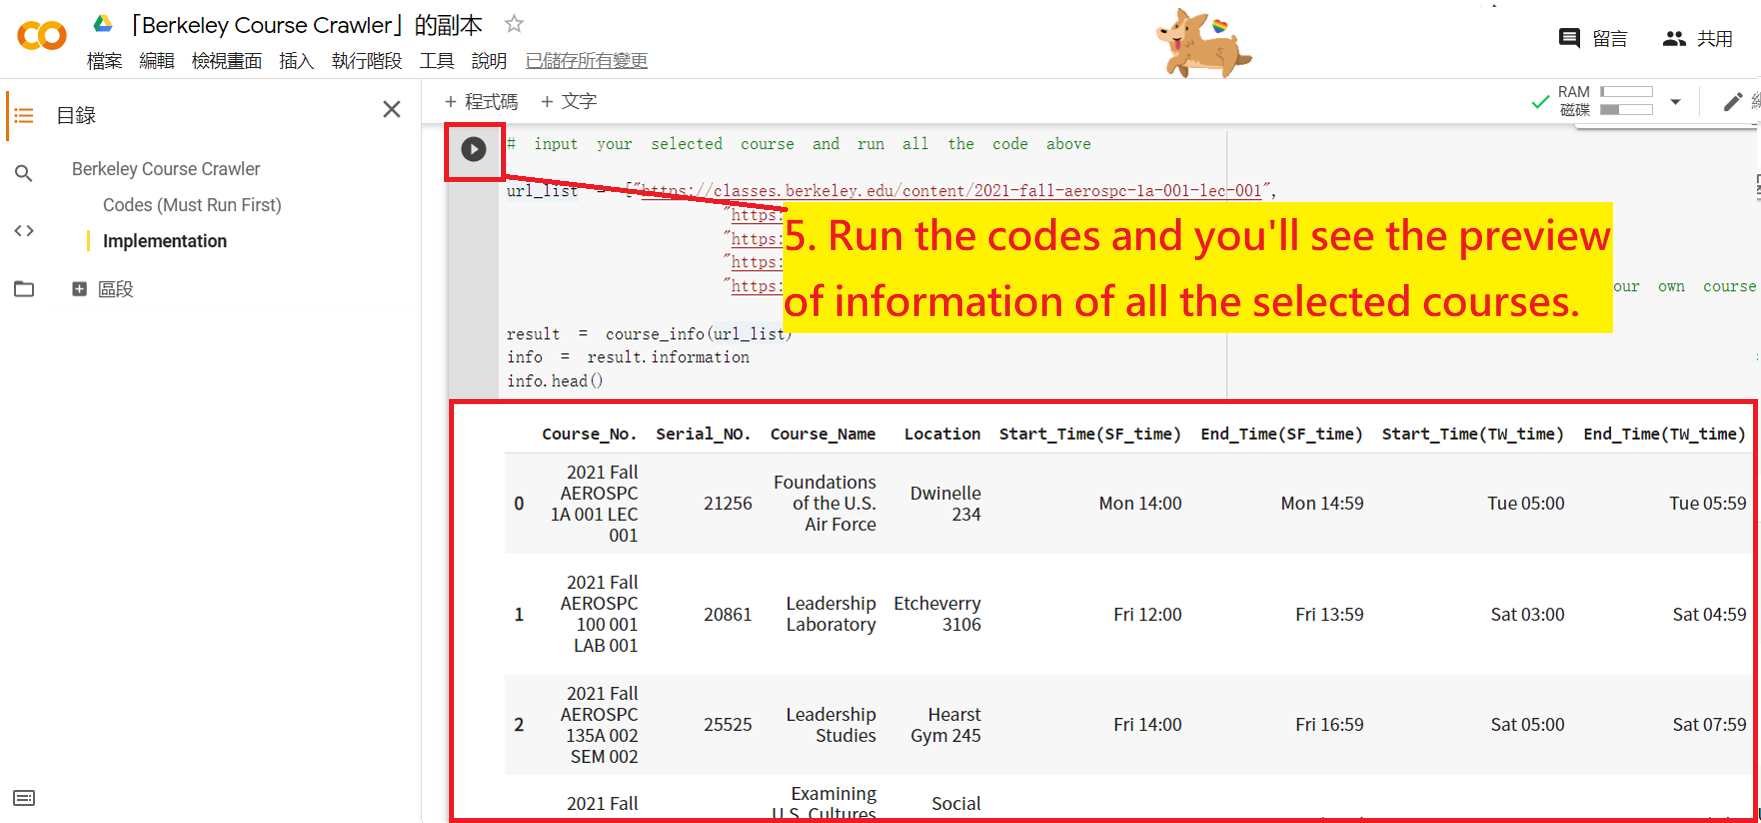 「Berkeley Course Crawler」的副本
檔案 編輯 檢視畫面 插入 執行階段 工具 說明 已儲存所有變更
留言 共用
目錄
+ 程式碼 + 文字
RAM
磁碟
Berkeley Course Crawler
Codes (Must Run First)
Implementation
區段
# input your selected course and run all the code above
url_list = ["https://classes.berkeley.edu/content/2021-fall-aerospc-1a-001-lec-001",
"https:
"https:
"https:
"https:
our own course
5. Run the codes and you'll see the preview
of information of all the selected courses.
result = course_info(url_list)
info = result.information
info.head()
Course_No. Serial_NO. Course_Name Location Start_Time(SF_time) End_Time(SF_time) Start_Time(TW_time) End_Time(TW_time)
0 2021 Fall AEROSPC 1A 001 LEC 001 21256 Foundations of the U.S. Air Force Dwinelle 234 Mon 14:00 Mon 14:59 Tue 05:00 Tue 05:59
1 2021 Fall AEROSPC 100 001 LAB 001 20861 Leadership Laboratory Etcheverry 3106 Fri 12:00 Fri 13:59 Sat 03:00 Sat 04:59
2 2021 Fall AEROSPC 135A 002 SEM 002 25525 Leadership Studies Hearst Gym 245 Fri 14:00 Fri 16:59 Sat 05:00 Sat 07:59
2021 Fall Examining U.S. Cultures Social